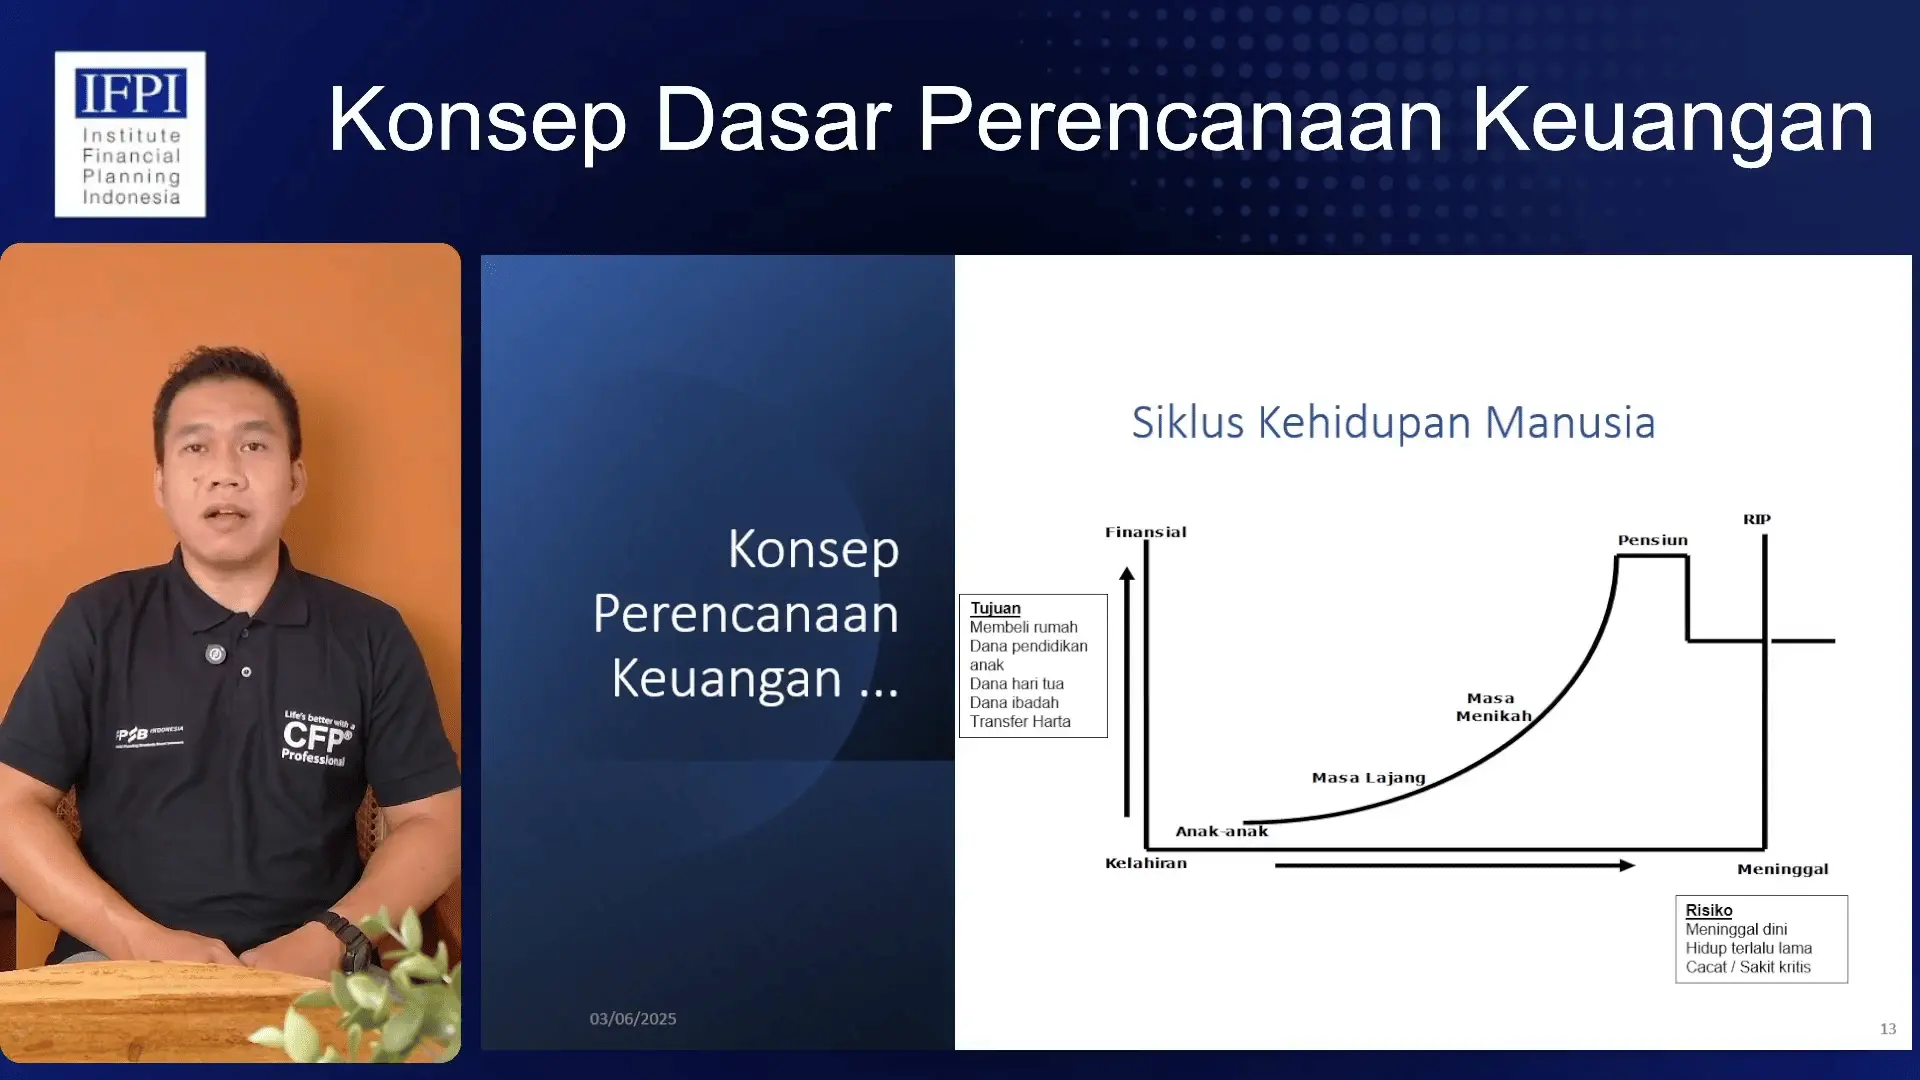 IFPI
Institute
Financial
Planning
Indonesia
Konsep Dasar Perencanaan Keuangan
Life's better with a
CFP®
Professional
FPSB INDONESIA
Konsep
Perencanaan
Keuangan ...
03/06/2025
Siklus Kehidupan Manusia
Finansial
RIP
Pensiun
Tujuan
Membeli rumah
Dana pendidikan
anak
Dana hari tua
Dana ibadah
Transfer Harta
Masa
Menikah
Masa Lajang
Anak-anak
Kelahiran
Meninggal
Risiko
Meninggal dini
Hidup terlalu lama
Cacat / Sakit kritis
13